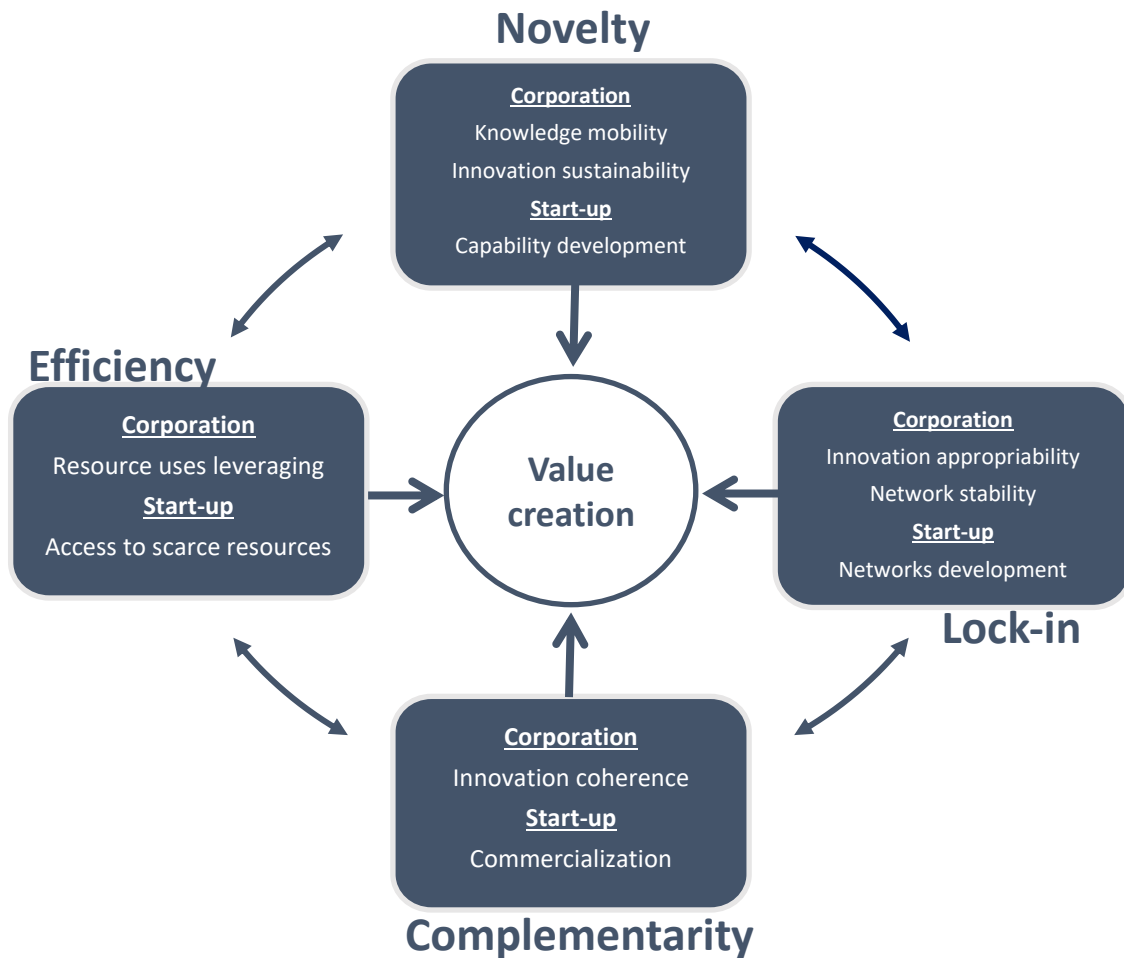 Novelty
Corporation
Knowledge mobility
Innovation sustainability
Start-up
Capability development
Efficiency
Corporation
Resource uses leveraging
Start-up
Access to scarce resources
Value
creation
Corporation
Innovation appropriability
Network stability
Start-up
Networks development
Lock-in
Corporation
Innovation coherence
Start-up
Commercialization
Complementarity